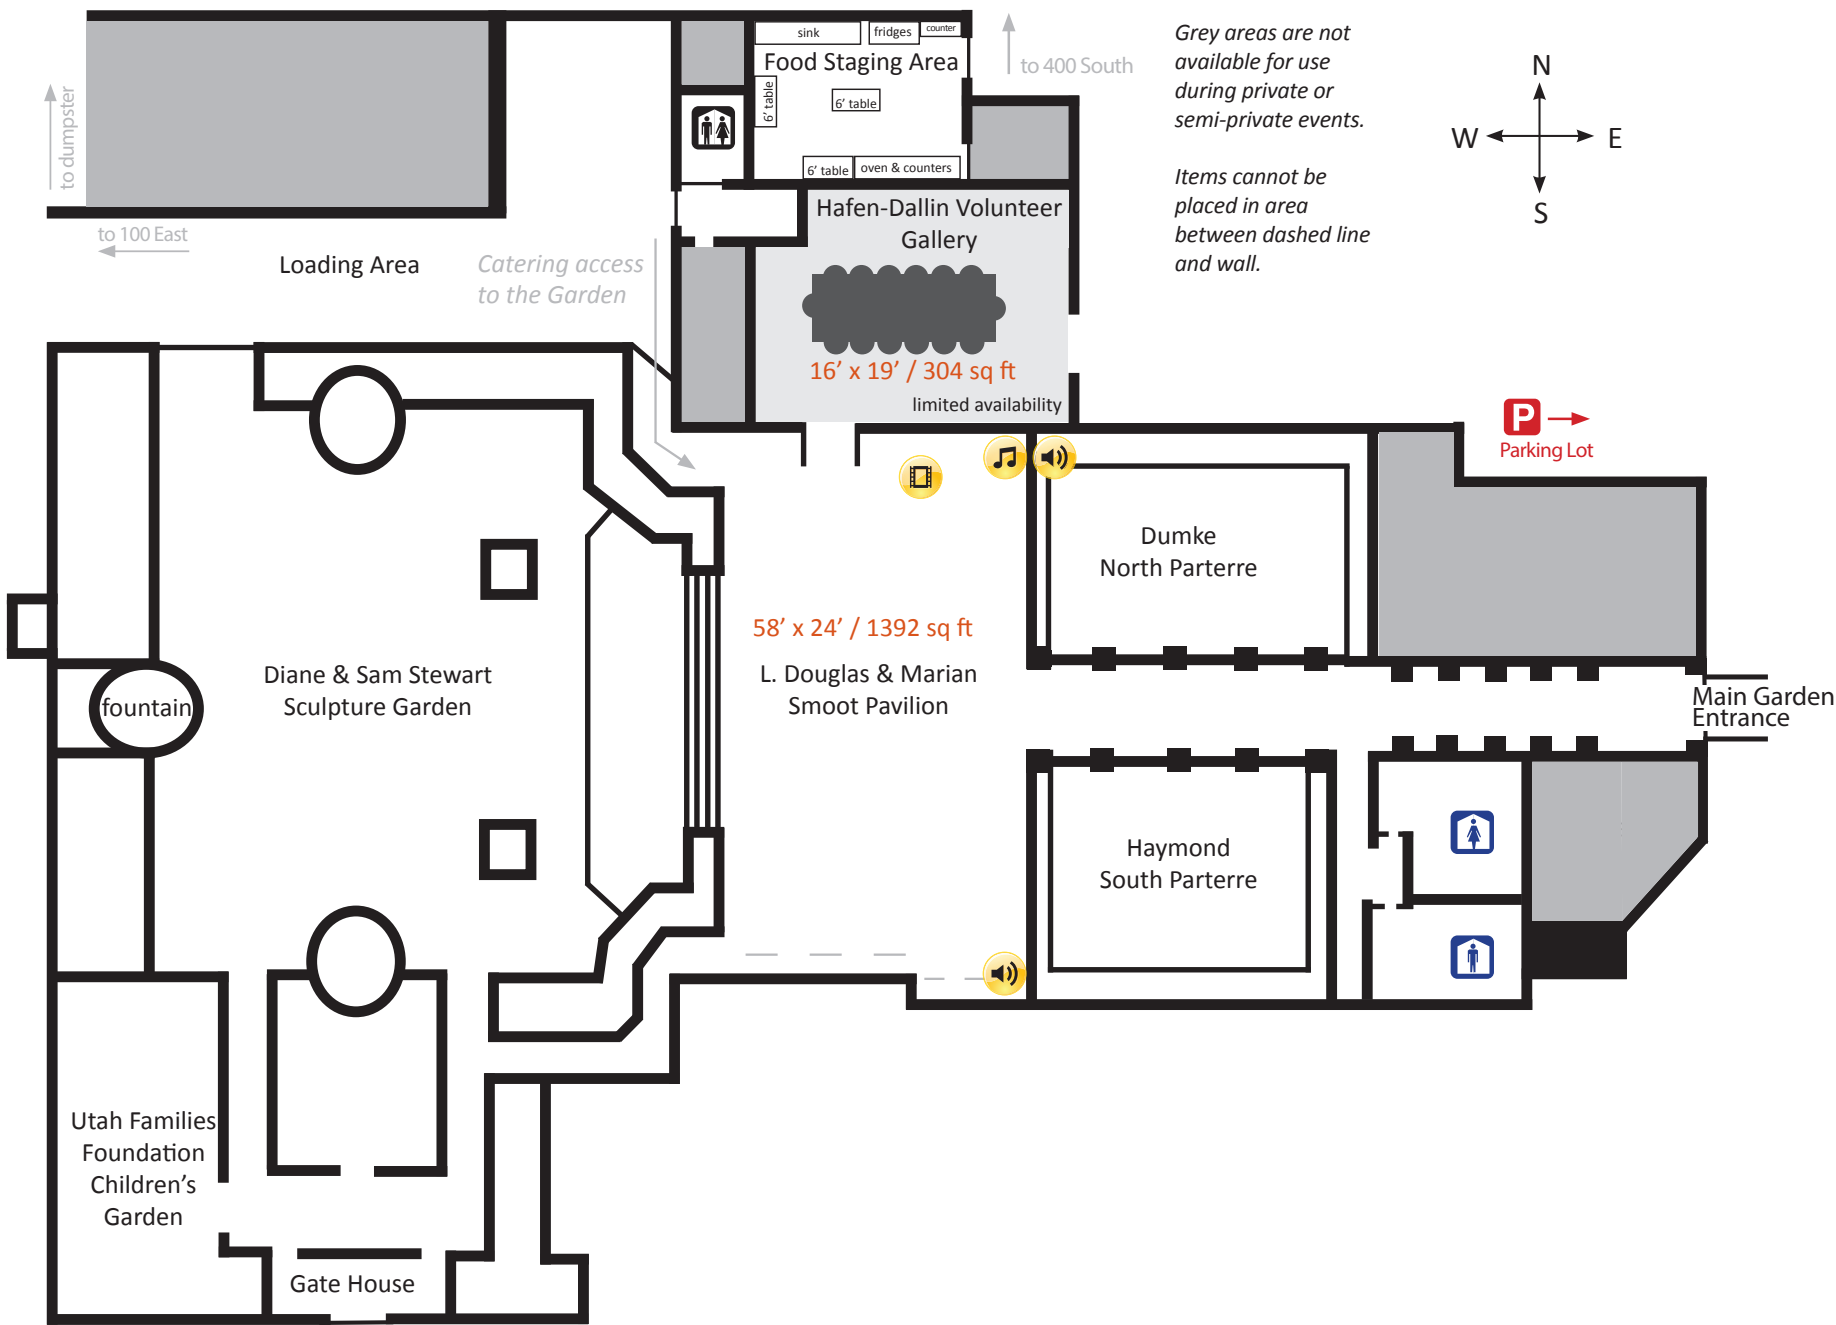 sink
fridges
counter
Food Staging Area
6' table
6' table
6' table
oven & counters
to 400 South
Grey areas are not
available for use
during private or
semi-private events.
Items cannot be
placed in area
between dashed line
and wall.
N
W
E
S
to dumpster
to 100 East
Loading Area
Catering access
to the Garden
Hafen-Dallin Volunteer
Gallery
16' x 19' / 304 sq ft
limited availability
P
Parking Lot
Dumke
North Parterre
58' x 24' / 1392 sq ft
L. Douglas & Marian
Smoot Pavilion
Diane & Sam Stewart
Sculpture Garden
fountain
Main Garden
Entrance
Haymond
South Parterre
Utah Families
Foundation
Children's
Garden
Gate House